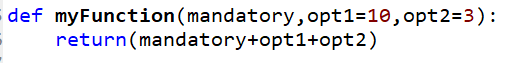 def myFunction(mandatory,opt1=10,opt2=3):
    return(mandatory+opt1+opt2)